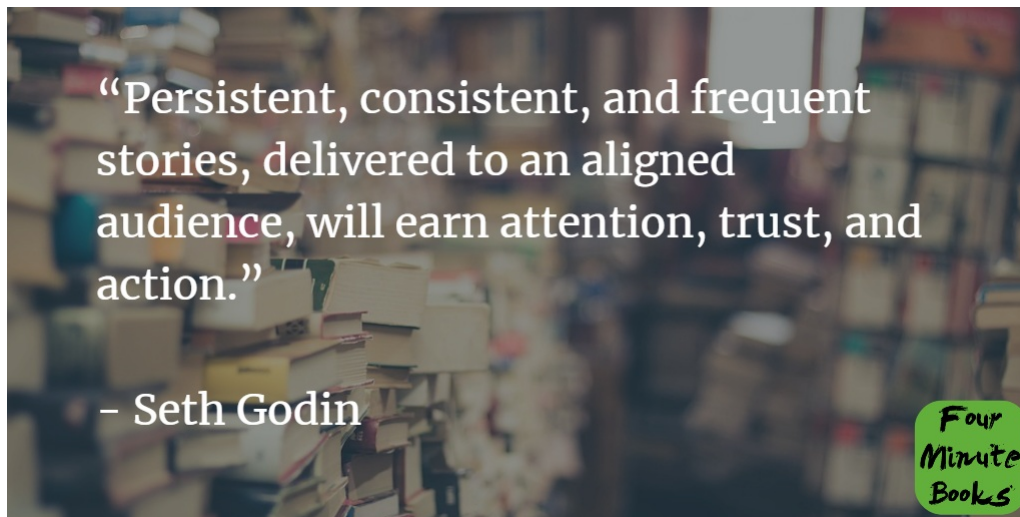 “Persistent, consistent, and frequent
stories, delivered to an aligned
audience, will earn attention, trust, and
action.”
- Seth Godin
Four
Minute
Books